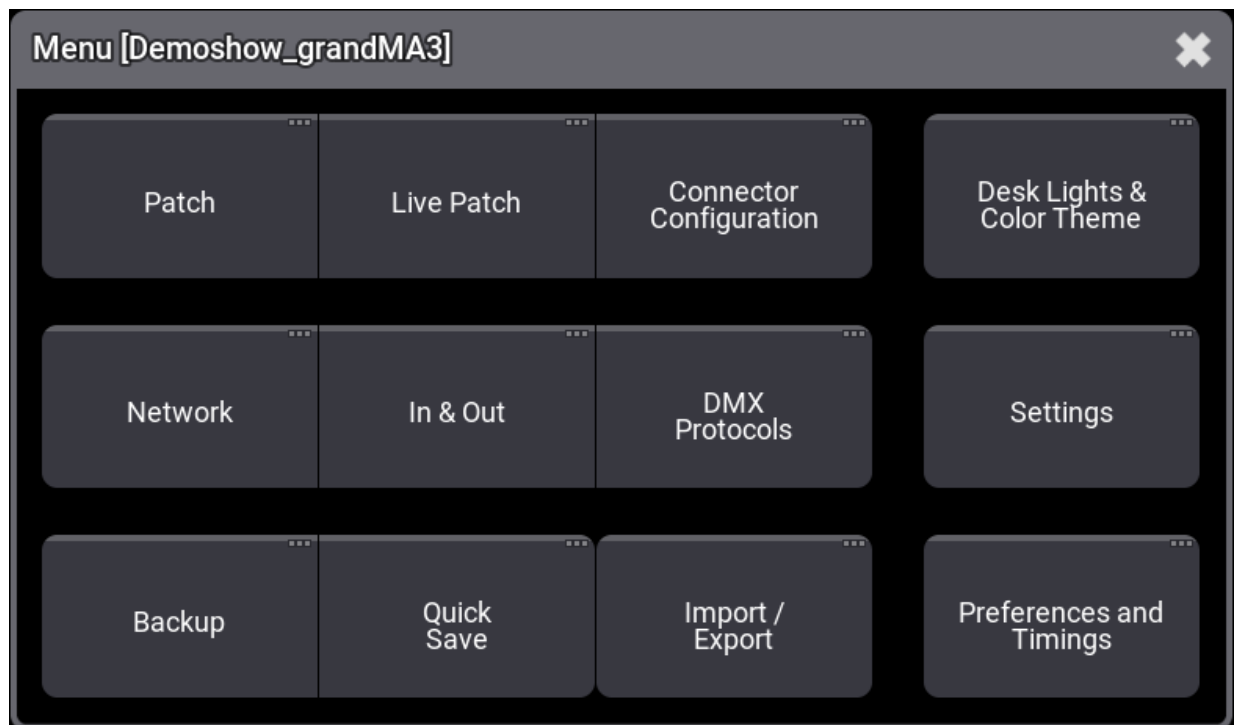 Menu [Demoshow_grandMA3]
Patch
Live Patch
Connector
Configuration
Desk Lights &
Color Theme
Network
In & Out
DMX
Protocols
Settings
Backup
Quick
Save
Import /
Export
Preferences and
Timings